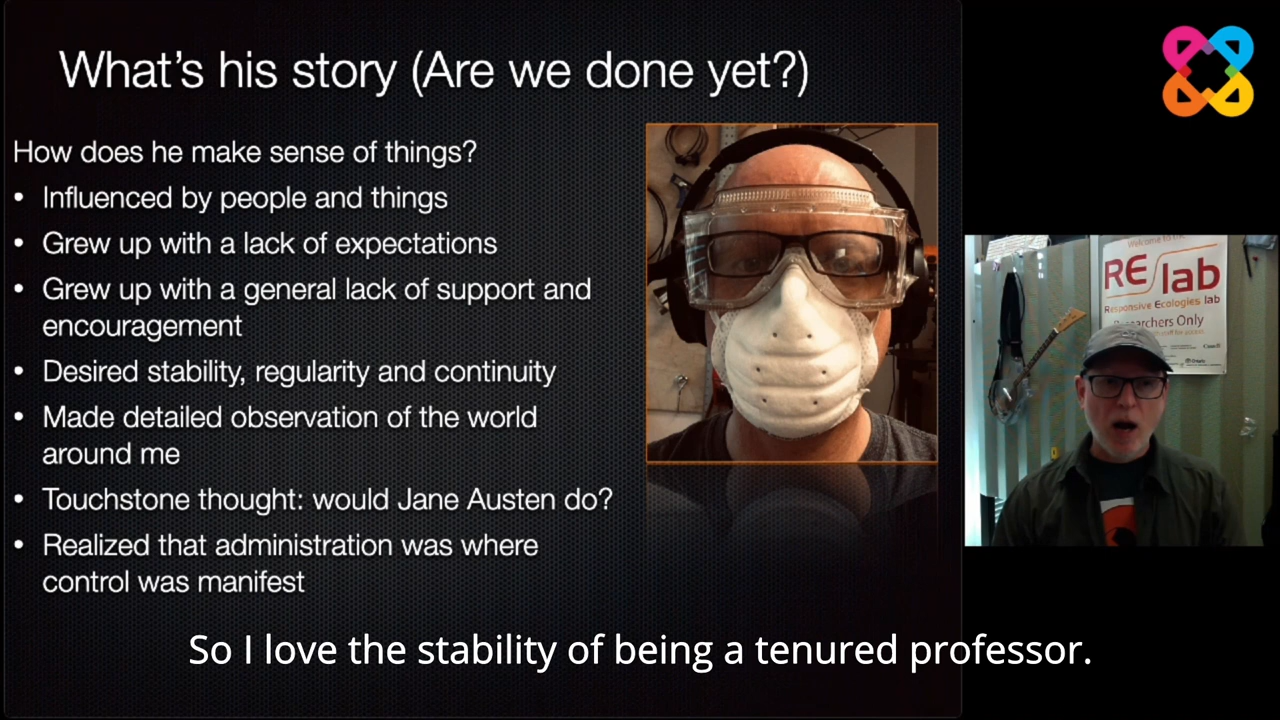 What's his story (Are we done yet?)
How does he make sense of things?
• Influenced by people and things
• Grew up with a lack of expectations
• Grew up with a general lack of support and
encouragement
• Desired stability, regularity and continuity
• Made detailed observation of the world
around me
• Touchstone thought: would Jane Austen do?
• Realized that administration was where
control was manifest
Welcome to the
RE/lab
Responsive Ecologies lab
Researchers Only
So I love the stability of being a tenured professor.